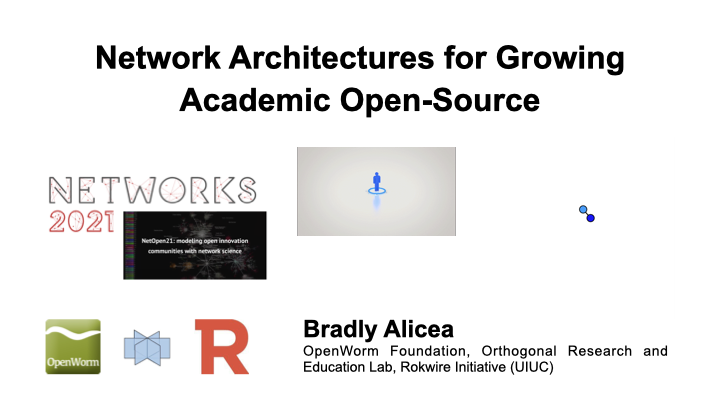 Network Architectures for Growing
Academic Open-Source
NETWORKS
2021
NetOpen21: modeling open innovation
communities with network science
OpenWorm
R
Bradly Alicea
OpenWorm Foundation, Orthogonal Research and
Education Lab, Rokwire Initiative (UIUC)